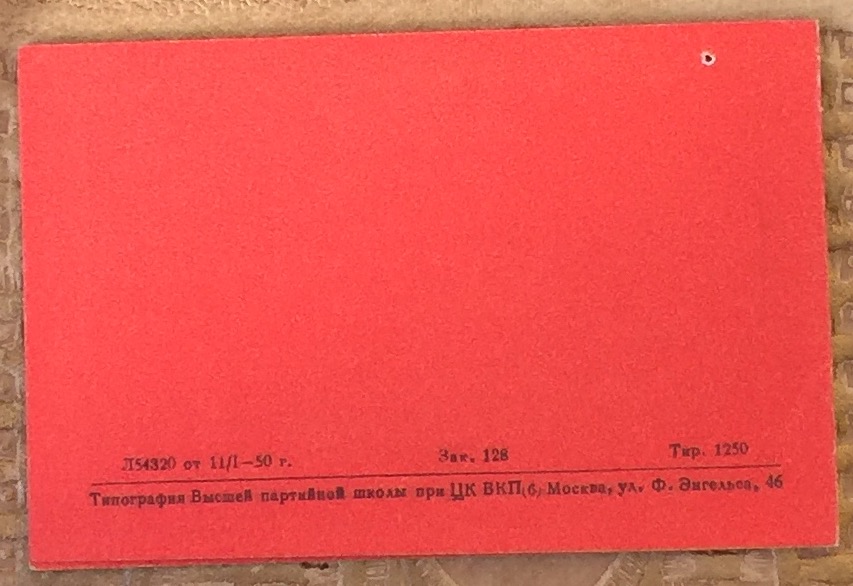 Л54320 от 11/I—50 г. Зак. 128 Тир. 1250
Типография Высшей партийной школы при ЦК ВКП(б) Москва, ул. Ф. Энгельса, 46